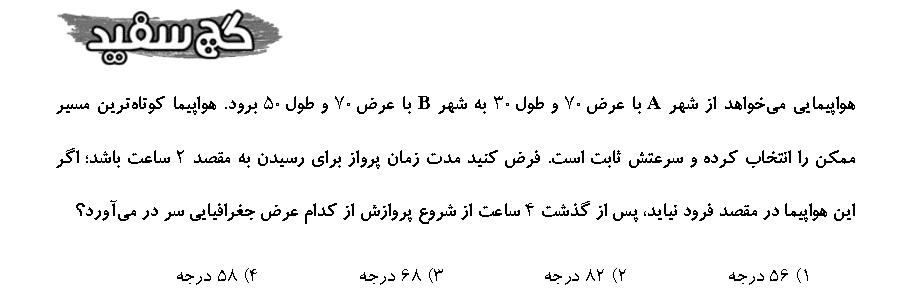 گچ سفید
هواپیمایی می‌خواهد از شهر A با عرض ۷۰ و طول ۳۰ به شهر B با عرض ۷۰ و طول ۵۰ برود. هواپیما کوتاه‌ترین مسیر
ممکن را انتخاب کرده و سرعتش ثابت است. فرض کنید مدت زمان پرواز برای رسیدن به مقصد ۲ ساعت باشد؛ اگر
این هواپیما در مقصد فرود نیاید، پس از گذشت ۴ ساعت از شروع پروازش از کدام عرض جغرافیایی سر در می‌آورد؟
۱) ۵۶ درجه ۲) ۸۲ درجه ۳) ۶۸ درجه ۴) ۵۸ درجه